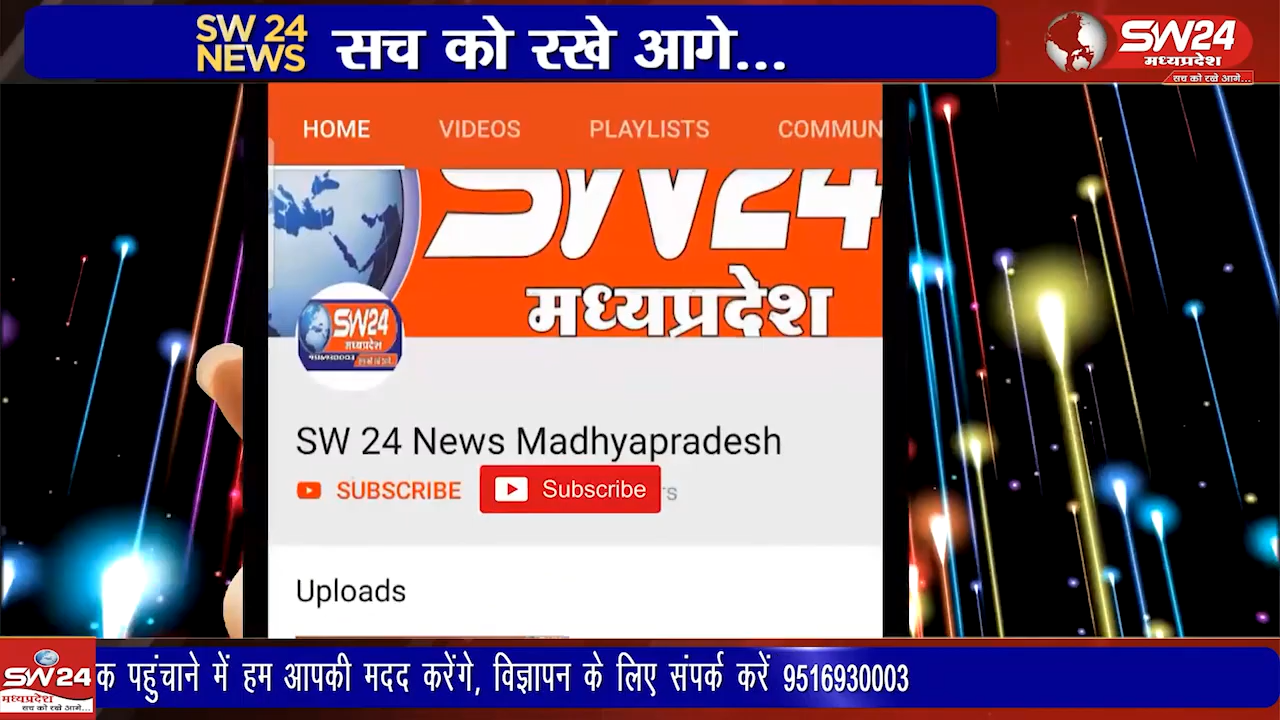 SW 24
NEWS
सच को रखे आगे...
SW24
मध्यप्रदेश
सच को रखे आगे...
HOME VIDEOS PLAYLISTS COMMUN
SW24
मध्यप्रदेश
SW24
मध्यप्रदेश
SW 24 News Madhyapradesh
SUBSCRIBE Subscribe rs
Uploads
SW24
मध्यप्रदेश
सच को रखे आगे...
क पहुंचाने में हम आपकी मदद करेंगे, विज्ञापन के लिए संपर्क करें 9516930003